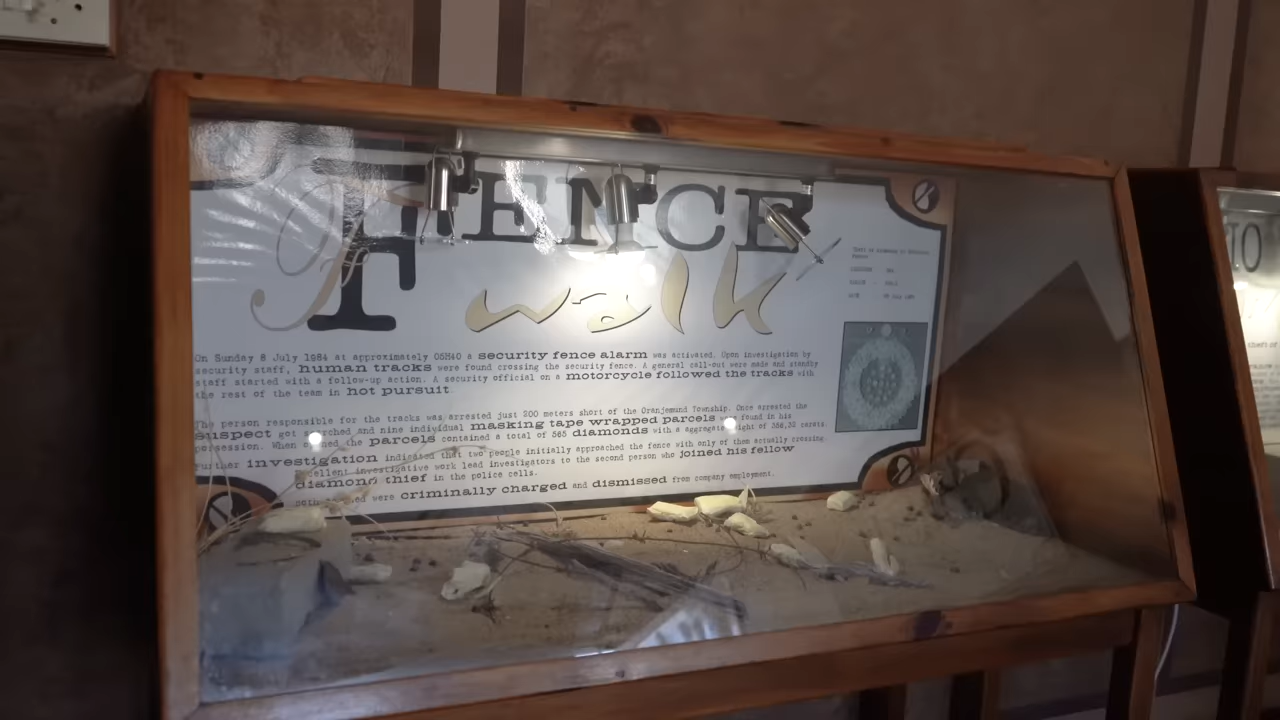 FENCE
walk
On Sunday 8 July 1984 at approximately 05H40 a security fence alarm was activated. Upon investigation by
security staff, human tracks were found crossing the security fence. A general call-out were made and standby
staff started with a follow-up action. A security official on a motorcycle followed the tracks with
the rest of the team in hot pursuit.
The person responsible for the tracks was arrested just 200 meters short of the Oranjemund Township. Once arrested the
suspect got searched and nine individual masking tape wrapped parcels were found in his
possession. When opened the parcels contained a total of 585 diamonds with a aggregate weight of carats.
Further investigation indicated that two people initially approached the fence with only of them actually crossing.
Excellent investigative work lead investigators to the second person who joined his fellow
diamond thief in the police cells.
were criminally charged and dismissed from company employment.